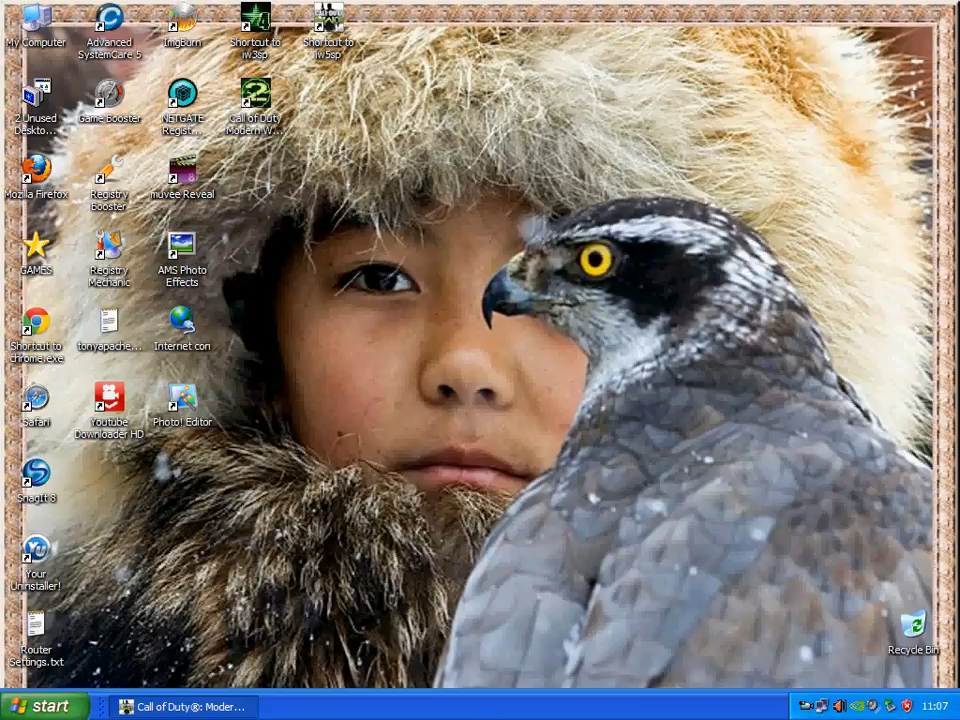 My Computer
Advanced
SystemCare 5
ImgBurn
Shortcut to
iw3sp
Shortcut to
iw5sp
2 Unused
Deskto...
Game Booster
NETGATE
Regist...
Call of Duty
Modern W...
Mozilla Firefox
Registry
Booster
muvee Reveal
8
GAMES
Registry
Mechanic
AMS Photo
Effects
Shortcut to
chrome.exe
tonyapache...
Internet con
Safari
Youtube
Downloader HD
Photo! Editor
SnagIt 8
Your
Uninstaller!
Router
Settings.txt
Recycle Bin
start
Call of Duty®: Moder...
11:07